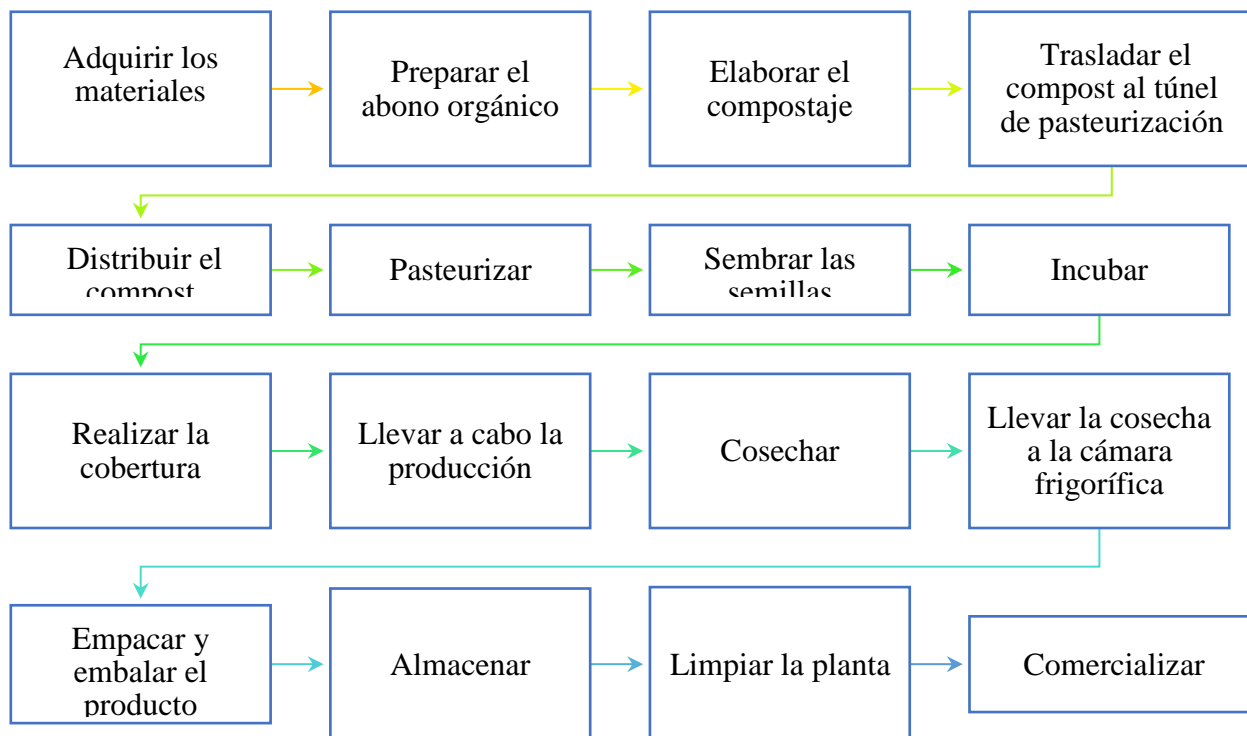 Adquirir los
materiales
Preparar el
abono orgánico
Elaborar el
compostaje
Trasladar el
compost al túnel
de pasteurización
Distribuir el
compost
Pasteurizar
Sembrar las
semillas
Incubar
Realizar la
cobertura
Llevar a cabo la
producción
Cosechar
Llevar la cosecha
a la cámara
frigorífica
Empacar y
embalar el
producto
Almacenar
Limpiar la planta
Comercializar